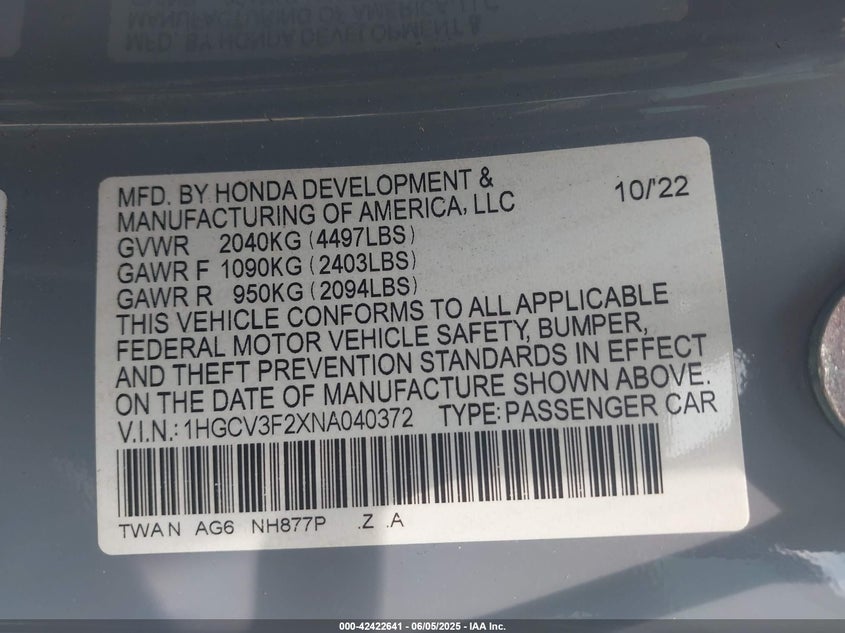 MFD. BY HONDA DEVELOPMENT &
MANUFACTURING OF AMERICA, LLC
10/'22
GVWR 2040KG (4497LBS)
GAWR F 1090KG (2403LBS)
GAWR R 950KG (2094LBS)
THIS VEHICLE CONFORMS TO ALL APPLICABLE
FEDERAL MOTOR VEHICLE SAFETY, BUMPER,
AND THEFT PREVENTION STANDARDS IN EFFECT
ON THE DATE OF MANUFACTURE SHOWN ABOVE.
V.I.N.: 1HGCV3F2XNA040372 TYPE: PASSENGER CAR
TWA N AG6 NH877P .Z .A
000-42422641 - 06/05/2025 - IAA Inc.